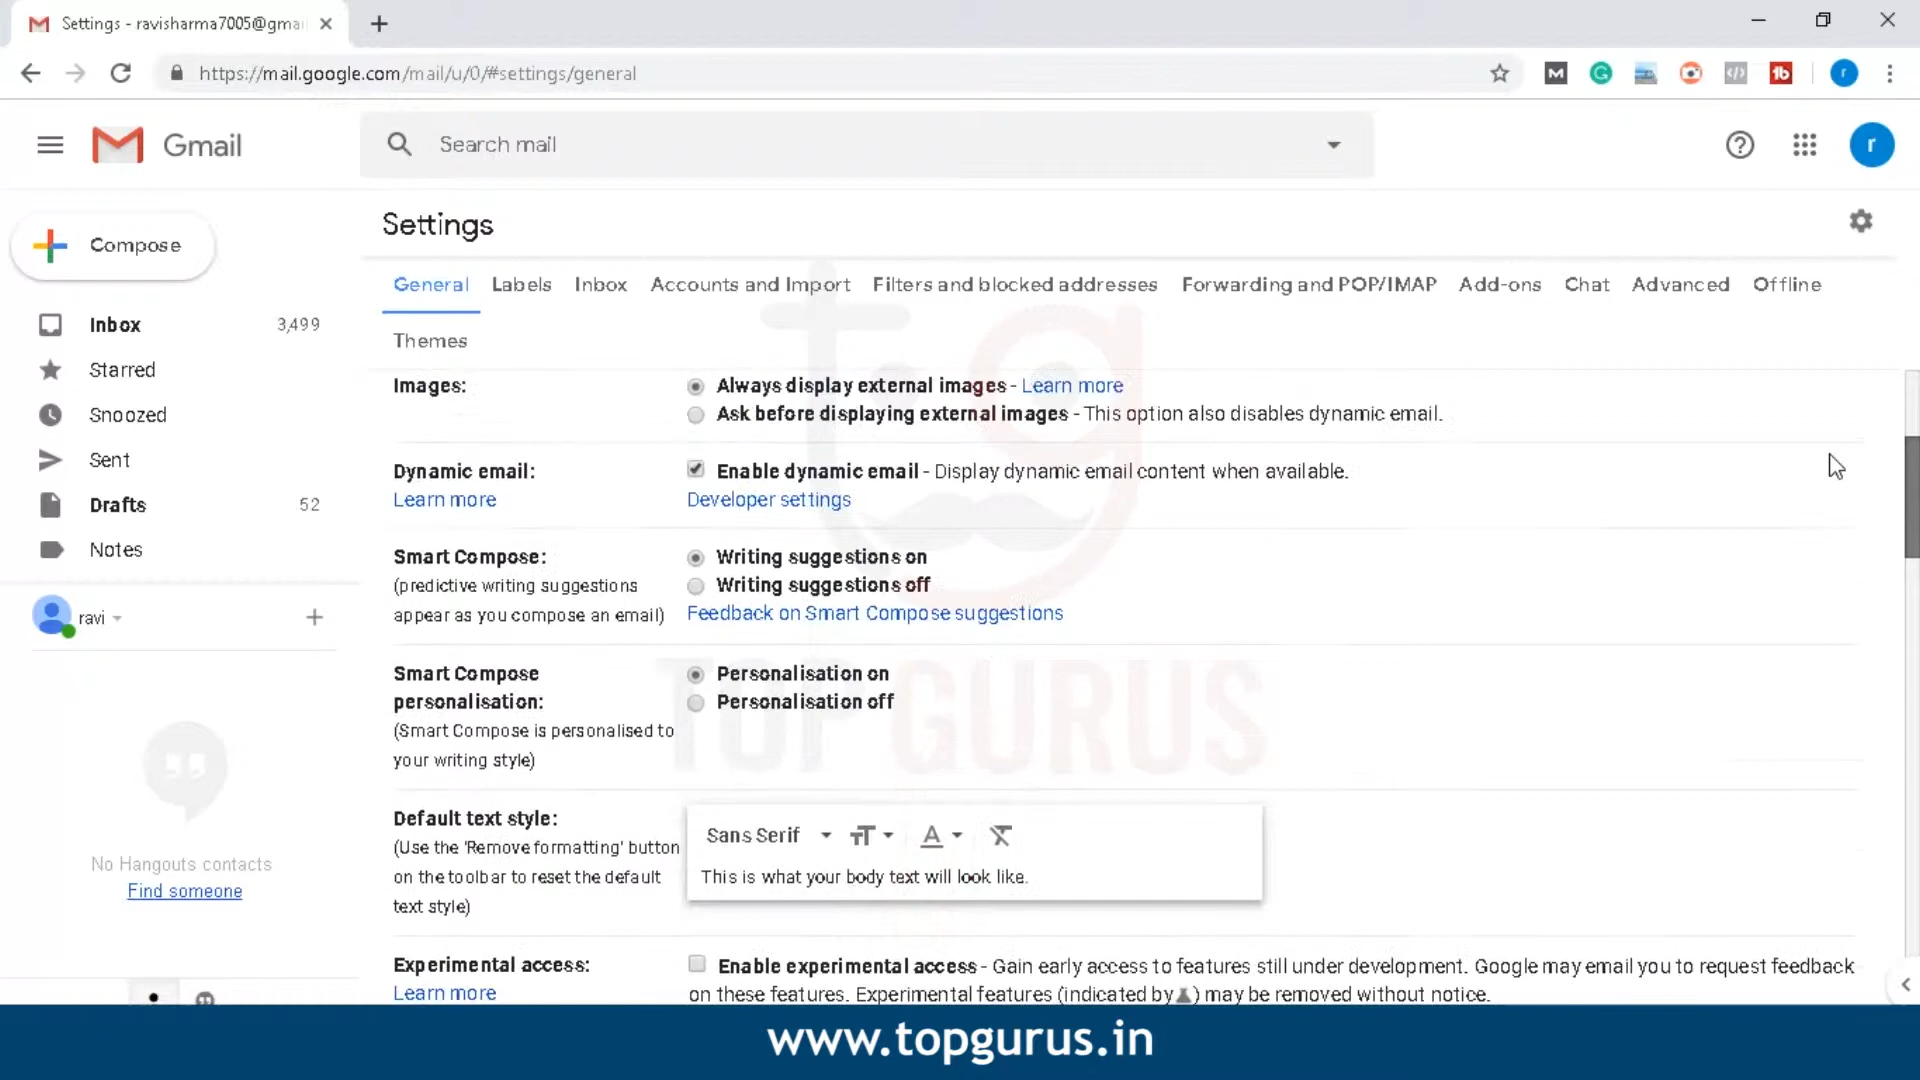 Settings - ravisharma7005@gmai
https://mail.google.com/mail/u/0/#settings/general
Gmail
Search mail
r
Compose
Settings
General Labels Inbox Accounts and Import Filters and blocked addresses Forwarding and POP/IMAP Add-ons Chat Advanced Offline
Themes
Inbox 3,499
Starred
Snoozed
Sent
Drafts 52
Notes
ravi
No Hangouts contacts
Find someone
Images:
Always display external images - Learn more
Ask before displaying external images - This option also disables dynamic email.
Dynamic email:
Learn more
Enable dynamic email - Display dynamic email content when available.
Developer settings
Smart Compose:
(predictive writing suggestions
appear as you compose an email)
Writing suggestions on
Writing suggestions off
Feedback on Smart Compose suggestions
Smart Compose
personalisation:
(Smart Compose is personalised to
your writing style)
Personalisation on
Personalisation off
Default text style:
(Use the 'Remove formatting' button
on the toolbar to reset the default
text style)
Sans Serif
This is what your body text will look like.
Experimental access:
Learn more
Enable experimental access - Gain early access to features still under development. Google may email you to request feedback
on these features. Experimental features (indicated by ) may be removed without notice.
TOP GURUS
www.topgurus.in